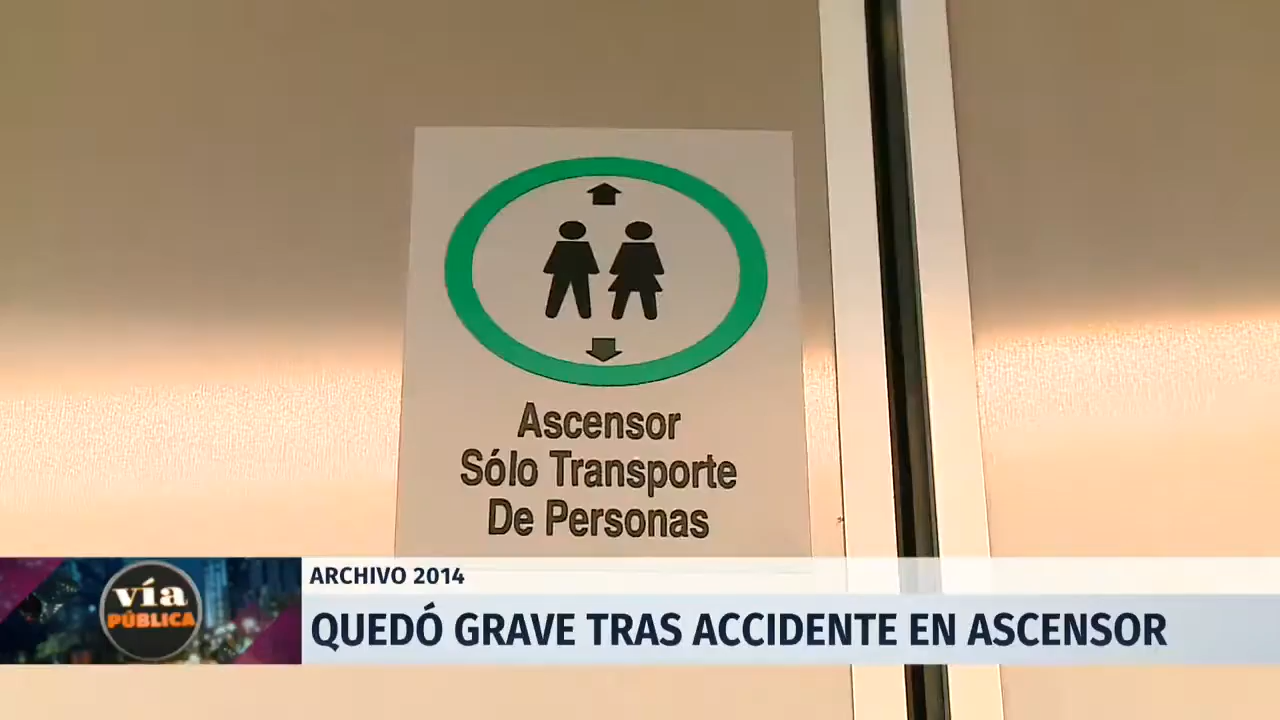 Ascensor
Sólo Transporte
De Personas
ARCHIVO 2014
vía
PÚBLICA
QUEDÓ GRAVE TRAS ACCIDENTE EN ASCENSOR